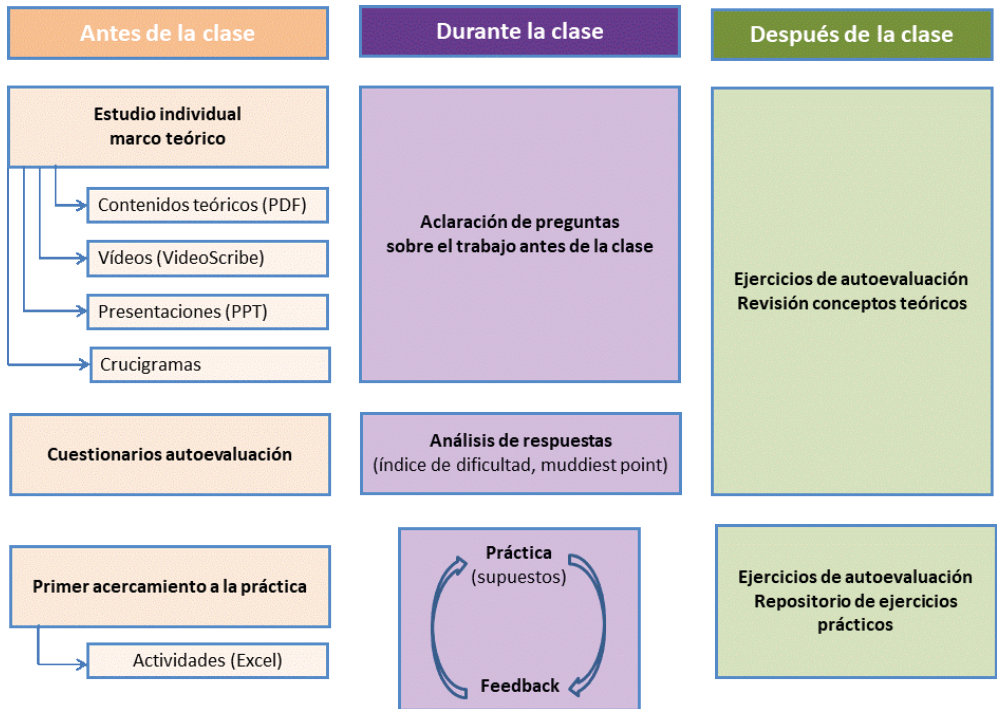 Antes de la clase
Estudio individual
marco teórico
Contenidos teóricos (PDF)
Vídeos (VideoScribe)
Presentaciones (PPT)
Crucigramas
Cuestionarios autoevaluación
Primer acercamiento a la práctica
Actividades (Excel)
Durante la clase
Aclaración de preguntas
sobre el trabajo antes de la clase
Análisis de respuestas
(índice de dificultad, muddiest point)
Práctica
(supuestos)
Feedback
Después de la clase
Ejercicios de autoevaluación
Revisión conceptos teóricos
Ejercicios de autoevaluación
Repositorio de ejercicios
prácticos